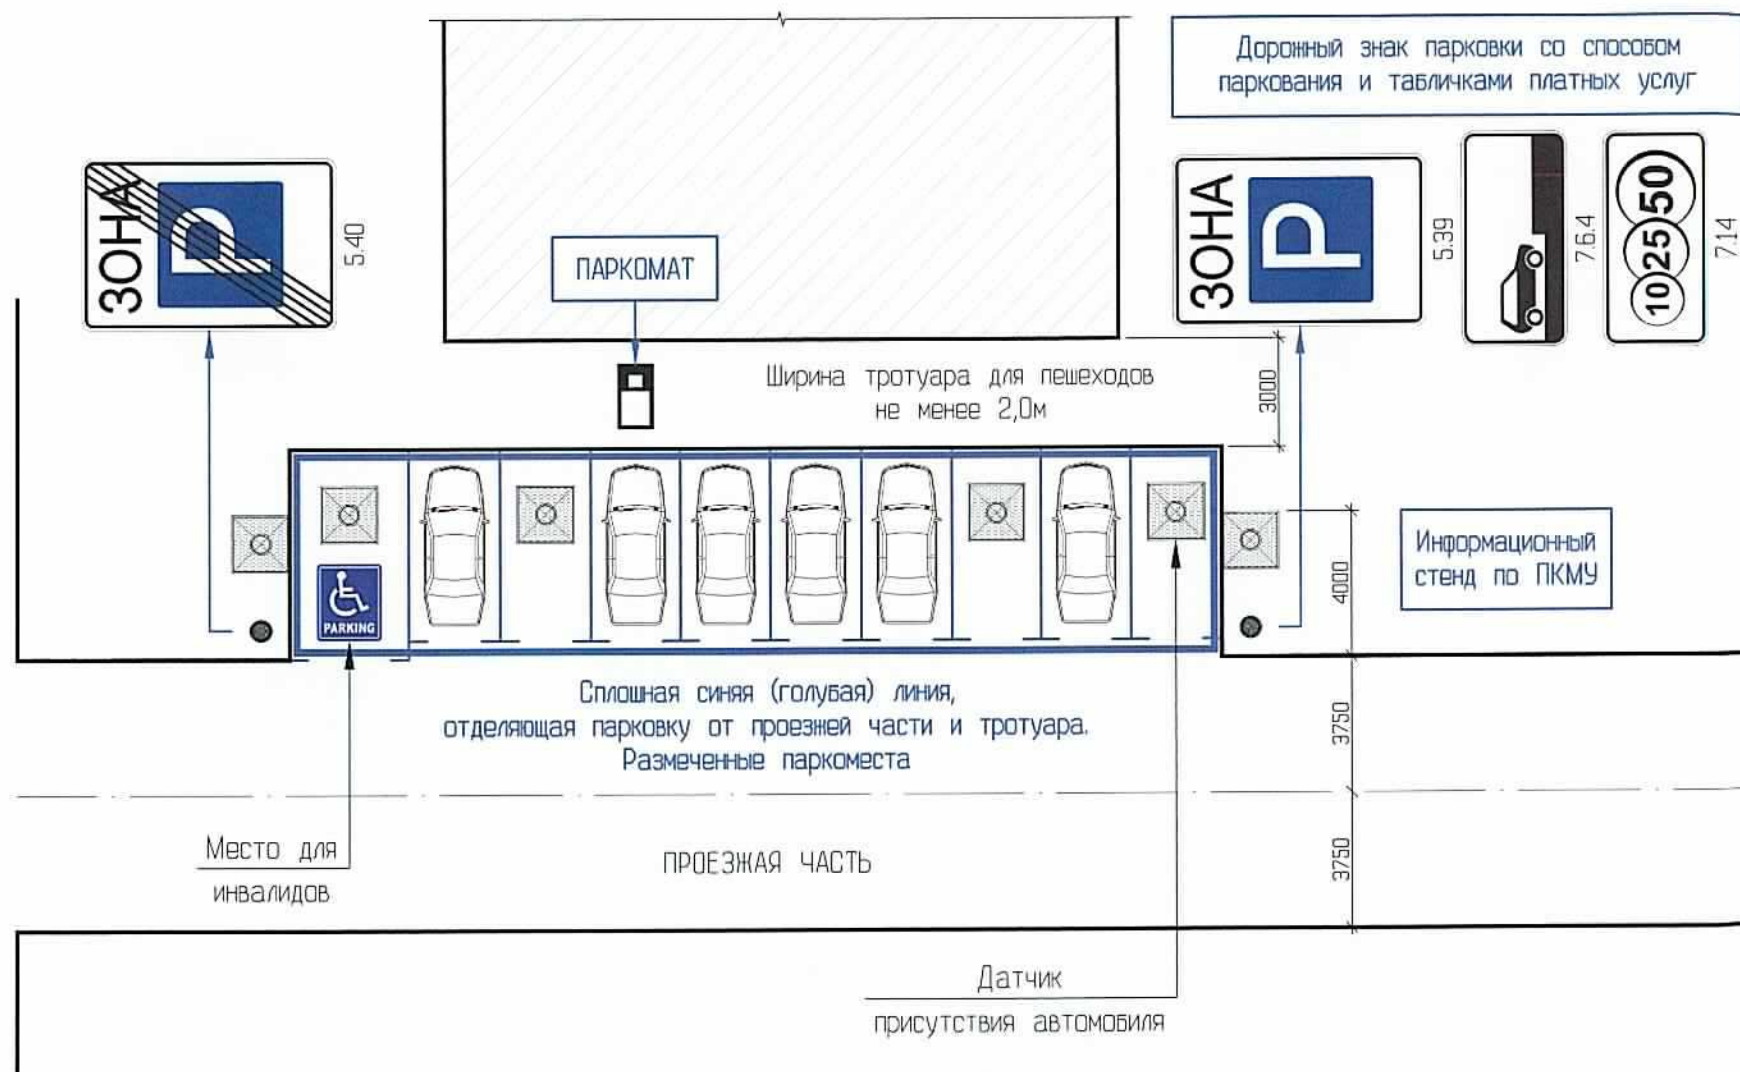 Дорожный знак парковки со способом
паркования и табличками платных услуг
ЗОНА
P
5.40
ПАРКОМАТ
ЗОНА
P
5.39
7.6.4
10 25 50
7.14
Ширина тротуара для пешеходов
не менее 2,0м
3000
PARKING
4000
Информационный
стенд по ПКМУ
Сплошная синяя (голубая) линия,
отделяющая парковку от проезжей части и тротуара.
Размеченные паркоместа
3750
Место для
инвалидов
ПРОЕЗЖАЯ ЧАСТЬ
3750
Датчик
присутствия автомобиля